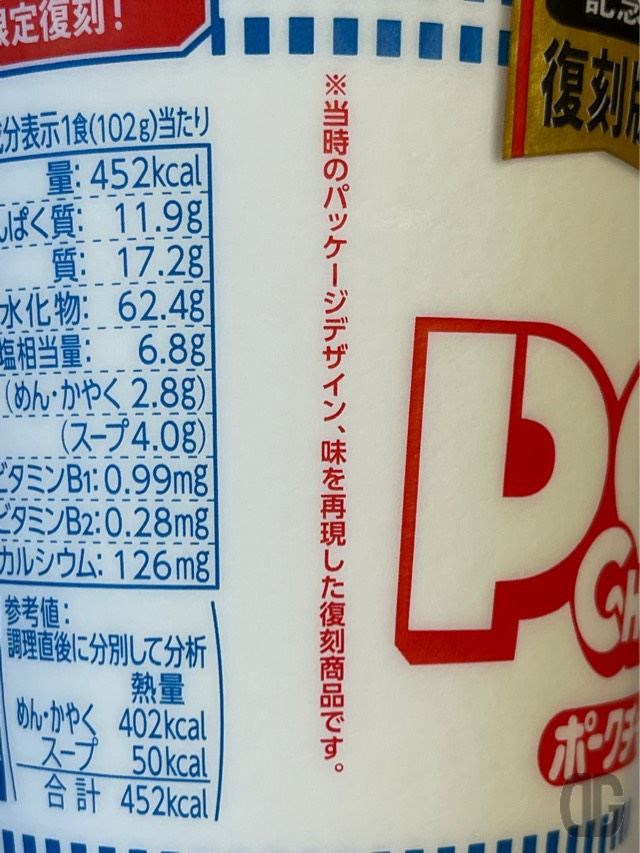 限定復刻!
分表示1食(102g)当たり
量: 452kcal
ぱく質: 11.9g
質: 17.2g
水化物: 62.4g
塩相当量: 6.8g
(めん・かやく 2.8g)
(スープ4.0g)
ビタミンB1: 0.99mg
ビタミンB2: 0.28mg
カルシウム: 126mg
参考値:
調理直後に分別して分析
熱量
めん・かやく 402kcal
スープ 50kcal
合計 452kcal
※当時のパッケージデザイン、味を再現した復刻商品です。
記念
復刻版
PO
CH
ポークチ
DG